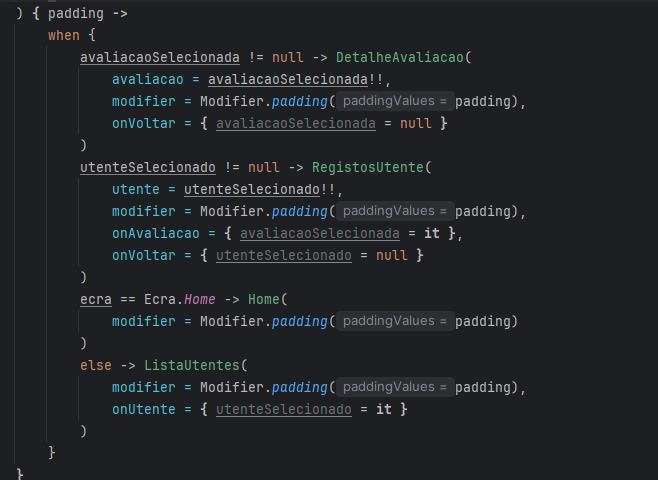 ) { padding ->
when {
avaliacaoSelecionada != null -> DetalheAvaliacao(
avaliacao = avaliacaoSelecionada!!,
modifier = Modifier.padding( paddingValues = padding),
onVoltar = { avaliacaoSelecionada = null }
)
utenteSelecionado != null -> RegistosUtente(
utente = utenteSelecionado!!,
modifier = Modifier.padding( paddingValues = padding),
onAvaliacao = { avaliacaoSelecionada = it },
onVoltar = { utenteSelecionado = null }
)
ecra == Ecra.Home -> Home(
modifier = Modifier.padding( paddingValues = padding)
)
else -> ListaUtentes(
modifier = Modifier.padding( paddingValues = padding),
onUtente = { utenteSelecionado = it }
)
}
}